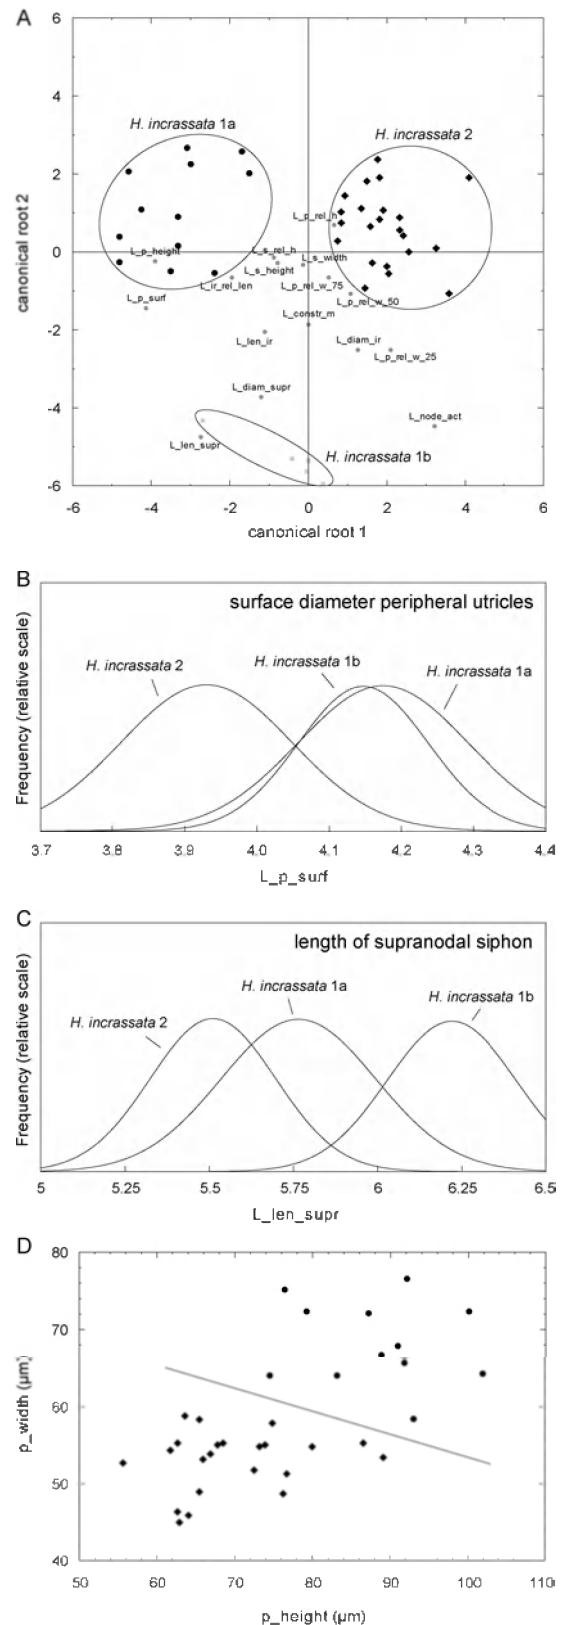 A
6
4
2
0
-2
-4
-6
canonical root 2
H. incrassata 1a
H. incrassata 2
L_p_rel_h
L_p_height
L_s_rel_h
L_s_width
L_s_height
L_ir_rel_len
L_p_rel_w_75
L_p_surf
L_p_rel_w_50
L_constr_m
L_len_ir
L_diam_ir
L_p_rel_w_25
L_diam_supr
L_node_act
L_len_supr
H. incrassata 1b
-6 -4 -2 0 2 4 6
canonical root 1
B
surface diameter peripheral utricles
Frequency (relative scale)
H. incrassata 2
H. incrassata 1b
H. incrassata 1a
3.7 3.8 3.9 4.0 4.1 4.2 4.3 4.4
L_p_surf
C
length of supranodal siphon
Frequency (relative scale)
H. incrassata 2
H. incrassata 1a
H. incrassata 1b
5 5.25 5.5 5.75 6 6.25 6.5
L_len_supr
D
80
70
60
50
40
p_width (µm)
50 60 70 80 90 100 110
p_height (µm)